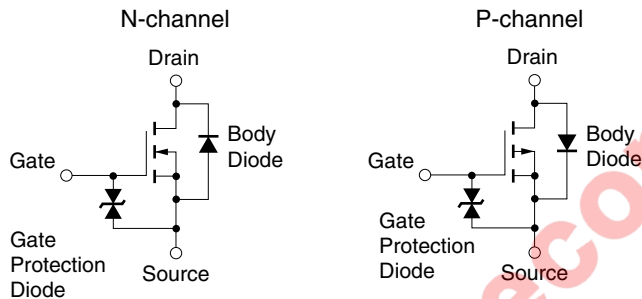 N-channel
Drain
Body
Diode
Gate
Gate
Protection
Diode
Source
P-channel
Drain
Body
Diode
Gate
Gate
Protection
Diode
Source